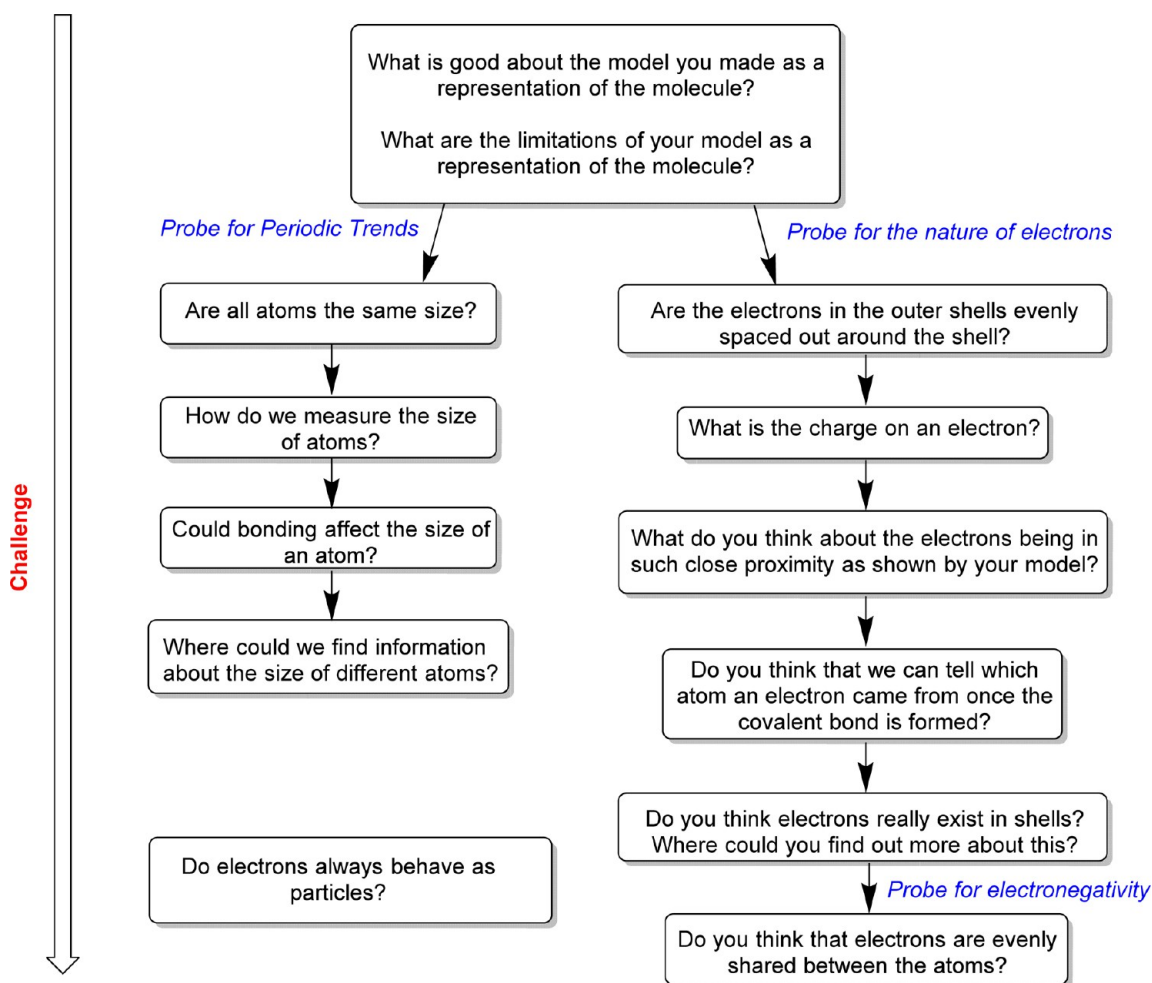 What is good about the model you made as a
representation of the molecule?
What are the limitations of your model as a
representation of the molecule?
Probe for Periodic Trends
Probe for the nature of electrons
Are all atoms the same size?
How do we measure the size
of atoms?
Could bonding affect the size of
an atom?
Where could we find information
about the size of different atoms?
Do electrons always behave as
particles?
Are the electrons in the outer shells evenly
spaced out around the shell?
What is the charge on an electron?
What do you think about the electrons being in
such close proximity as shown by your model?
Do you think that we can tell which
atom an electron came from once the
covalent bond is formed?
Do you think electrons really exist in shells?
Where could you find out more about this?
Probe for electronegativity
Do you think that electrons are evenly
shared between the atoms?
Challenge